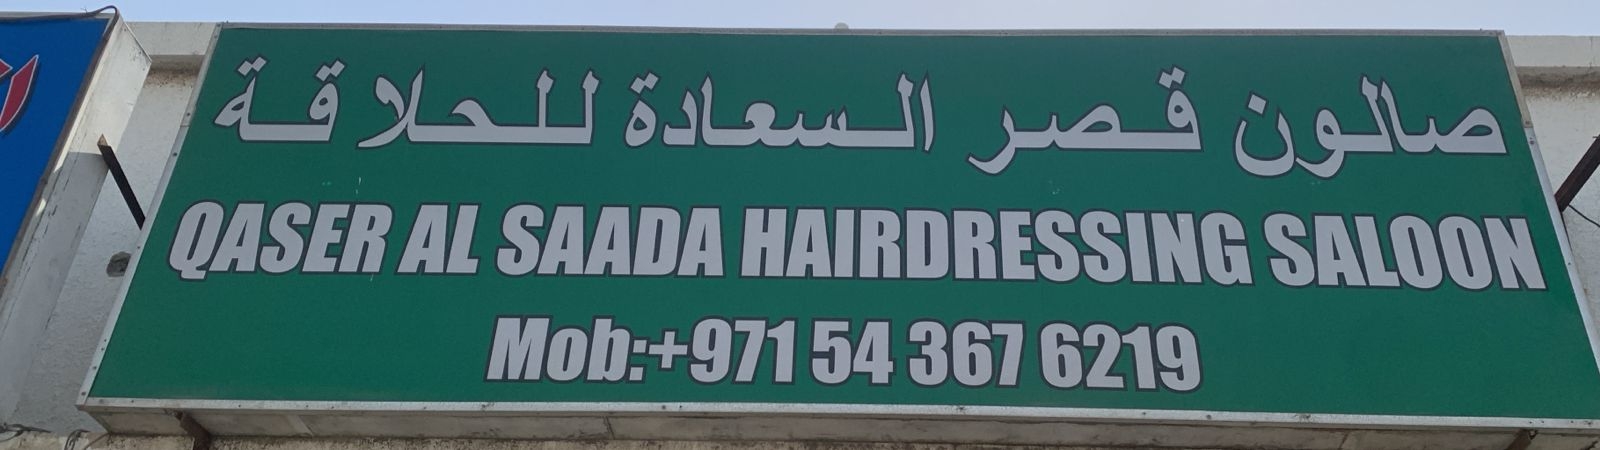 صالون قصر السعادة للحلاقة
QASER AL SAADA HAIRDRESSING SALOON
Mob:+971 54 367 6219